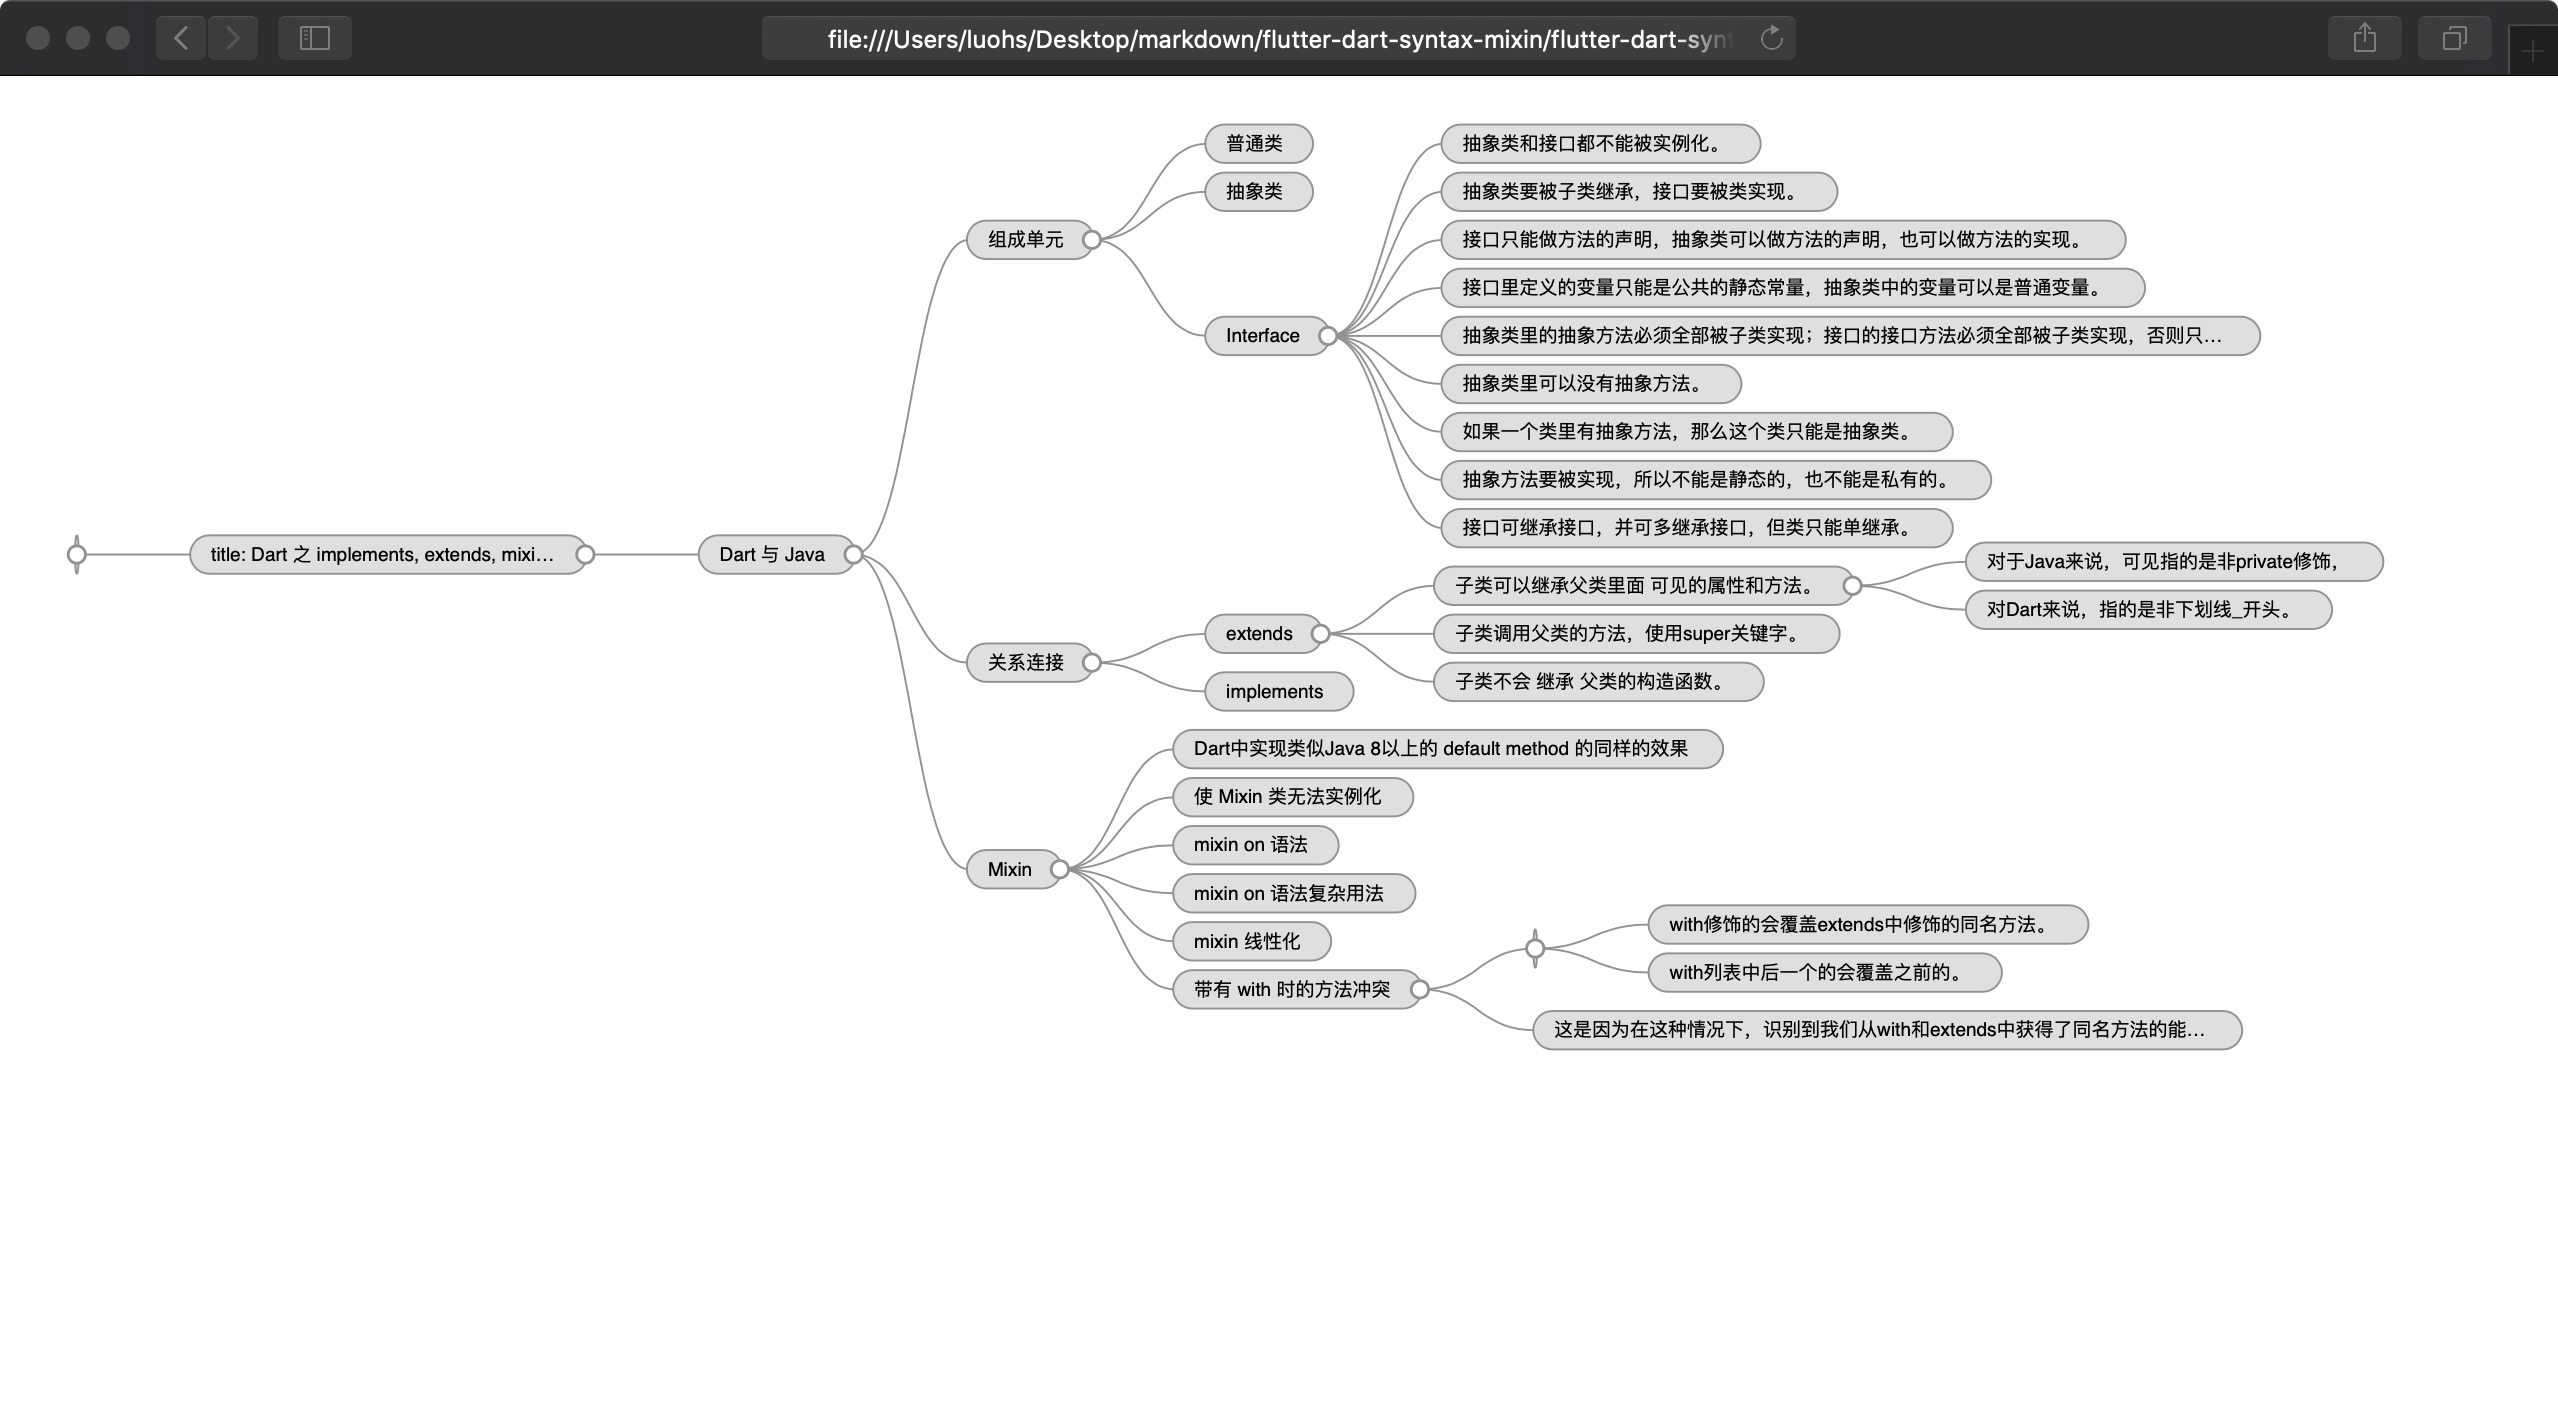 file:///Users/luohs/Desktop/markdown/flutter-dart-syntax-mixin/flutter-dart-synt
title: Dart 之 implements, extends, mixi...
Dart 与 Java
组成单元
普通类
抽象类
Interface
抽象类和接口都不能被实例化。
抽象类要被子类继承，接口要被类实现。
接口只能做方法的声明，抽象类可以做方法的声明，也可以做方法的实现。
接口里定义的变量只能是公共的静态常量，抽象类中的变量可以是普通变量。
抽象类里的抽象方法必须全部被子类实现；接口的接口方法必须全部被子类实现，否则只...
抽象类里可以没有抽象方法。
如果一个类里有抽象方法，那么这个类只能是抽象类。
抽象方法要被实现，所以不能是静态的，也不能是私有的。
接口可继承接口，并可多继承接口，但类只能单继承。
关系连接
extends
子类可以继承父类里面 可见的属性和方法。
对于Java来说，可见指的是非private修饰，
对Dart来说，指的是非下划线_开头。
子类调用父类的方法，使用super关键字。
子类不会 继承 父类的构造函数。
implements
Mixin
Dart中实现类似Java 8以上的 default method 的同样的效果
使 Mixin 类无法实例化
mixin on 语法
mixin on 语法复杂用法
mixin 线性化
带有 with 时的方法冲突
with修饰的会覆盖extends中修饰的同名方法。
with列表中后一个的会覆盖之前的。
这是因为在这种情况下，识别到我们从with和extends中获得了同名方法的能...